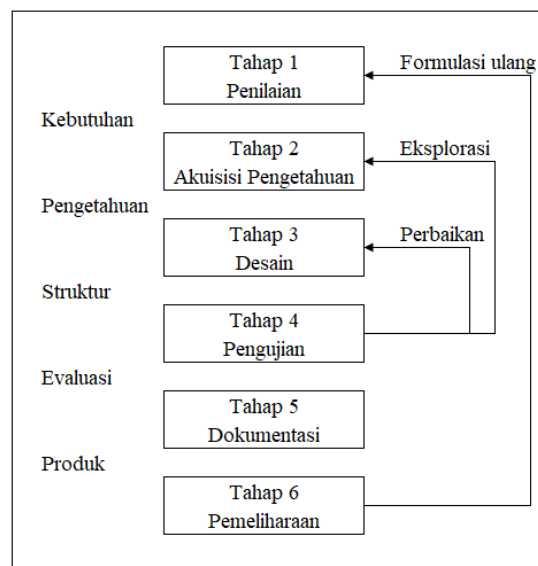 Tahap 1
Penilaian
Formulasi ulang
Kebutuhan
Tahap 2
Akuisisi Pengetahuan
Eksplorasi
Pengetahuan
Tahap 3
Desain
Perbaikan
Struktur
Tahap 4
Pengujian
Evaluasi
Tahap 5
Dokumentasi
Produk
Tahap 6
Pemeliharaan